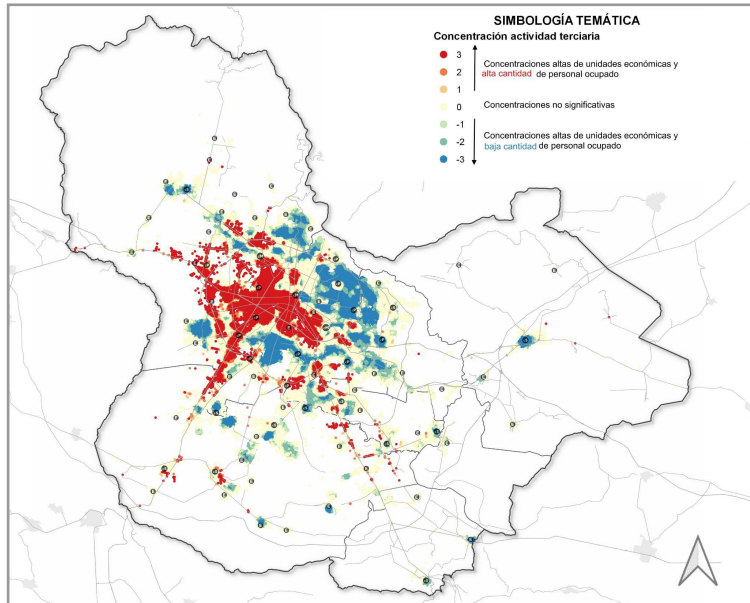 SIMBOLOGÍA TEMÁTICA
Concentración actividad terciaria
3
2
1
0
-1
-2
-3
Concentraciones altas de unidades económicas y
alta cantidad de personal ocupado
Concentraciones no significativas
Concentraciones altas de unidades económicas y
baja cantidad de personal ocupado